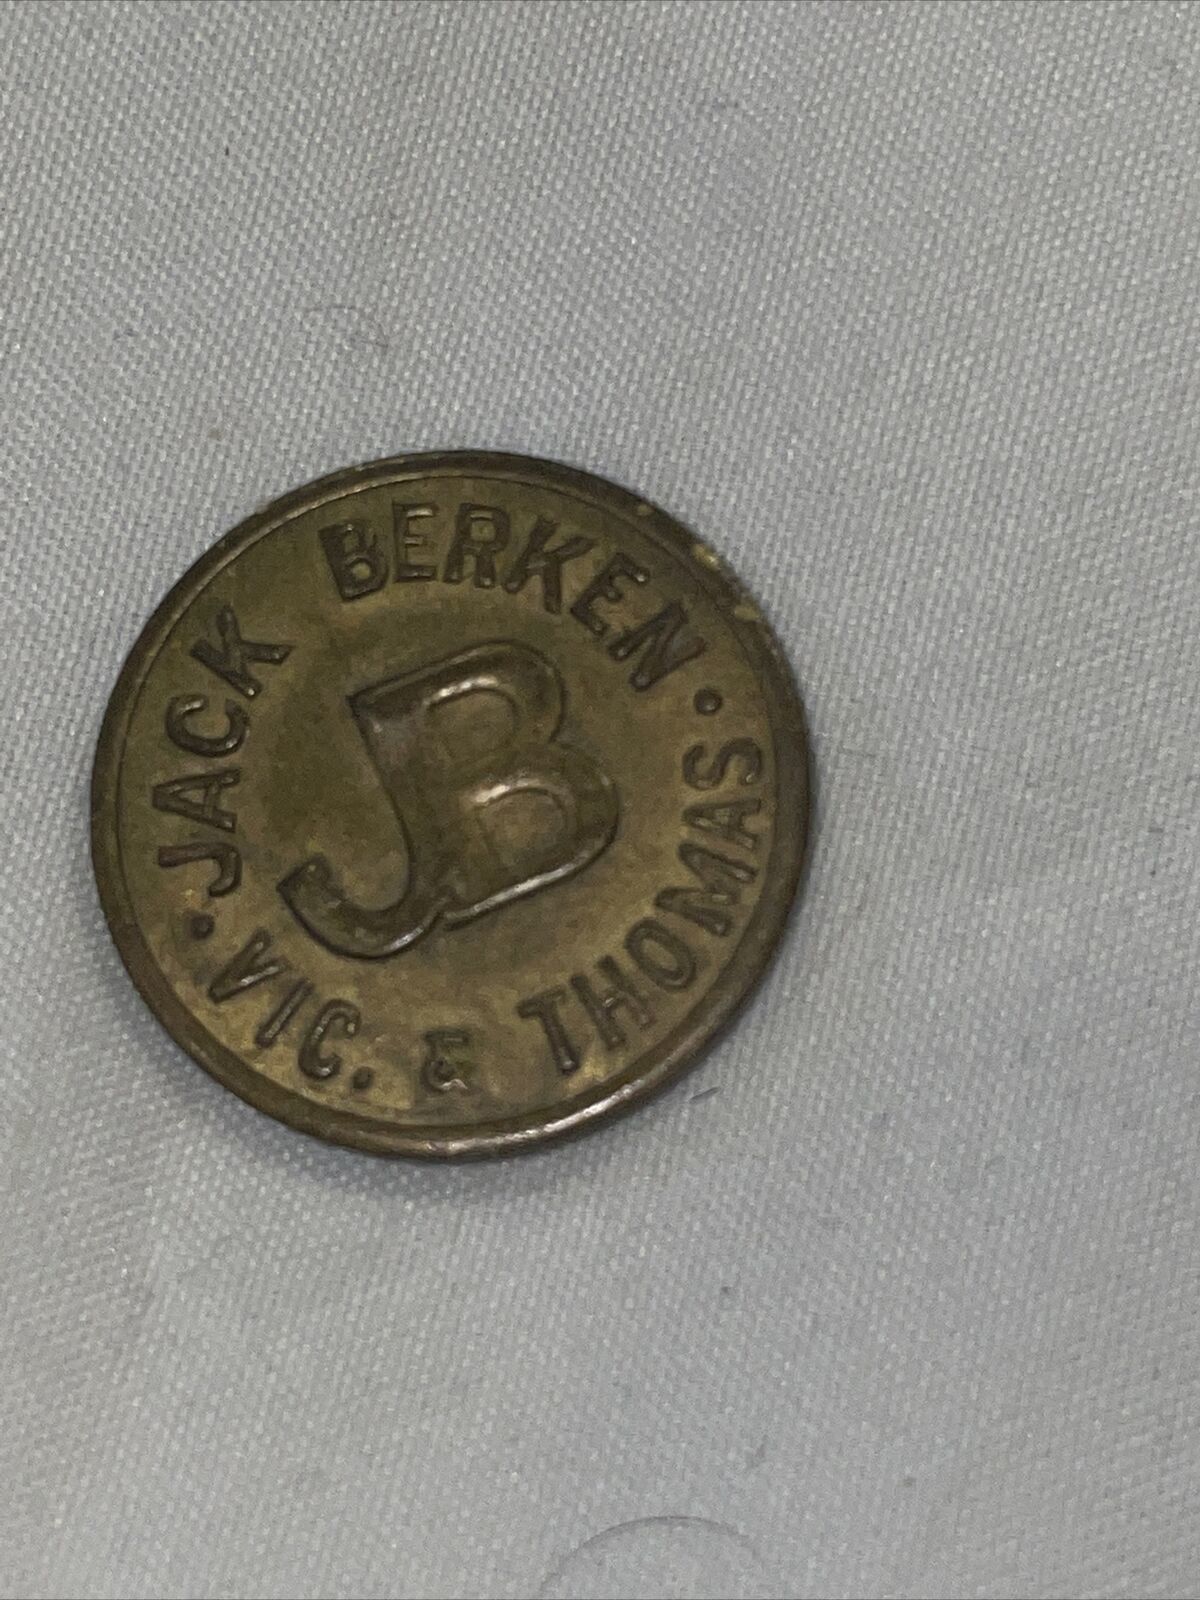 JACK BERKEN
JB
VIC. & THOMAS